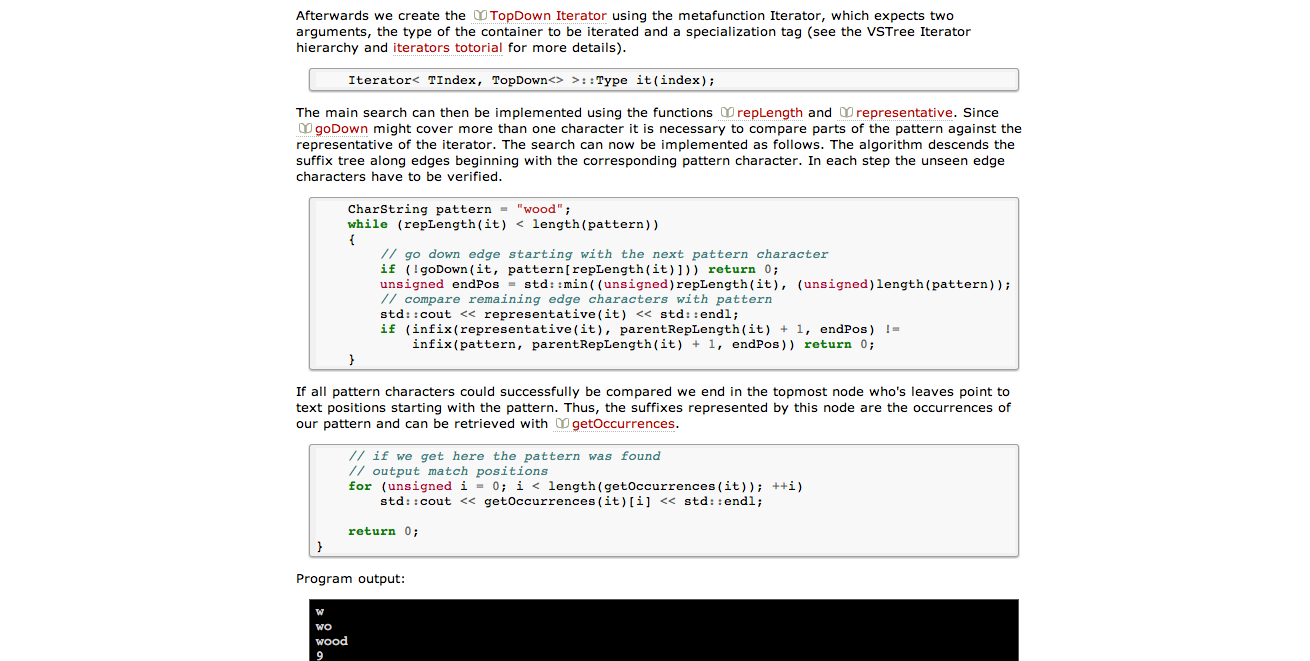 Afterwards we create the TopDown Iterator using the metafunction Iterator, which expects two
arguments, the type of the container to be iterated and a specialization tag (see the VSTree Iterator
hierarchy and iterators totorial for more details).
Iterator< TIndex, TopDown<> >::Type it(index);
The main search can then be implemented using the functions repLength and representative. Since
goDown might cover more than one character it is necessary to compare parts of the pattern against the
representative of the iterator. The search can now be implemented as follows. The algorithm descends the
suffix tree along edges beginning with the corresponding pattern character. In each step the unseen edge
characters have to be verified.
CharString pattern = "wood";
while (repLength(it) < length(pattern))
{
// go down edge starting with the next pattern character
if (!goDown(it, pattern[repLength(it)])) return 0;
unsigned endPos = std::min((unsigned)repLength(it), (unsigned)length(pattern));
// compare remaining edge characters with pattern
std::cout << representative(it) << std::endl;
if (infix(representative(it), parentRepLength(it) + 1, endPos) !=
infix(pattern, parentRepLength(it) + 1, endPos)) return 0;
}
If all pattern characters could successfully be compared we end in the topmost node who's leaves point to
text positions starting with the pattern. Thus, the suffixes represented by this node are the occurrences of
our pattern and can be retrieved with getOccurrences.
// if we get here the pattern was found
// output match positions
for (unsigned i = 0; i < length(getOccurrences(it)); ++i)
std::cout << getOccurrences(it)[i] << std::endl;
return 0;
}
Program output:
w
wo
wood
9